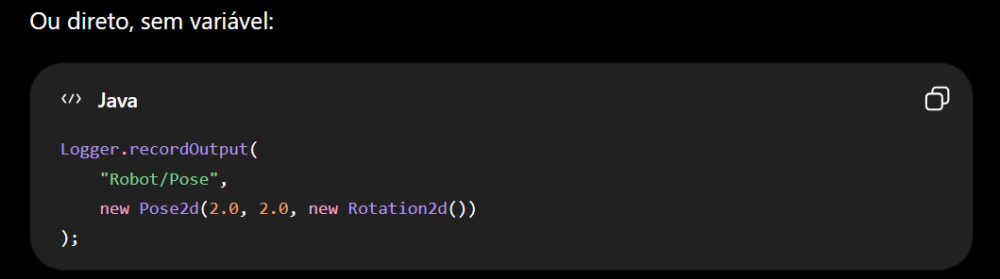 Ou direto, sem variável:
</> Java
Logger.recordOutput(
    "Robot/Pose",
    new Pose2d(2.0, 2.0, new Rotation2d())
);